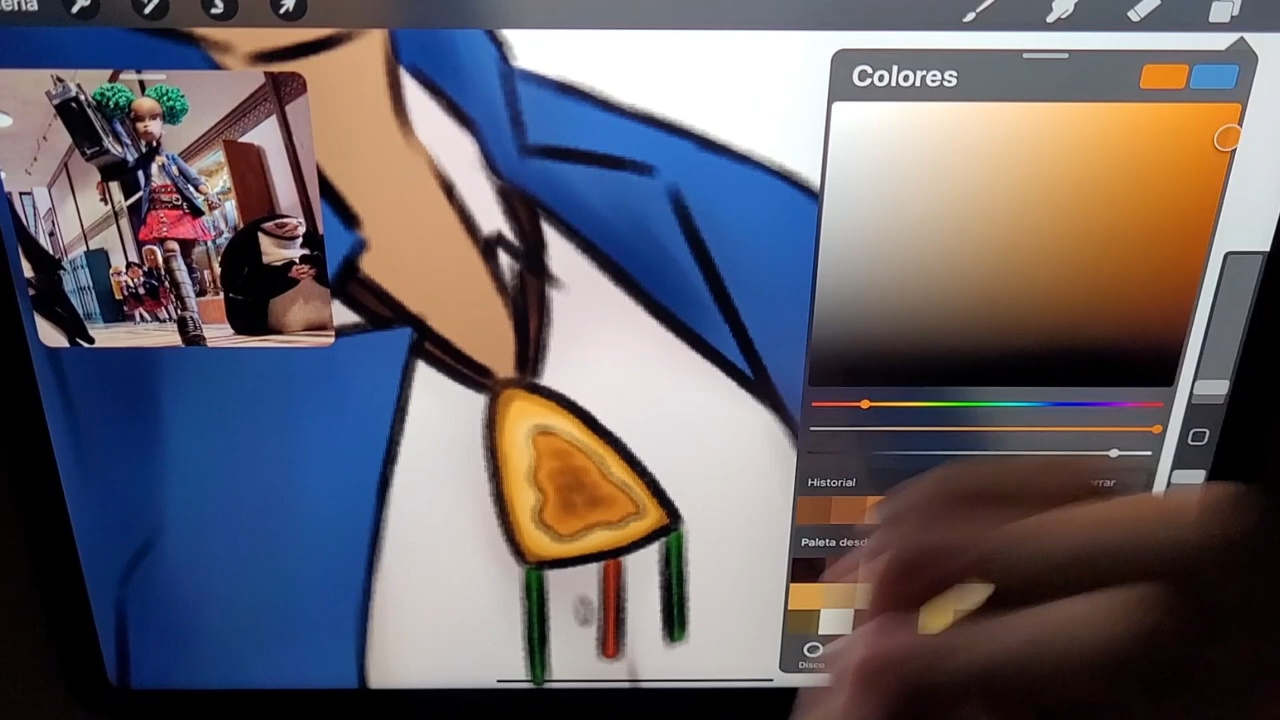 ería
Colores
Historial
rrar
Paleta desd
Disco